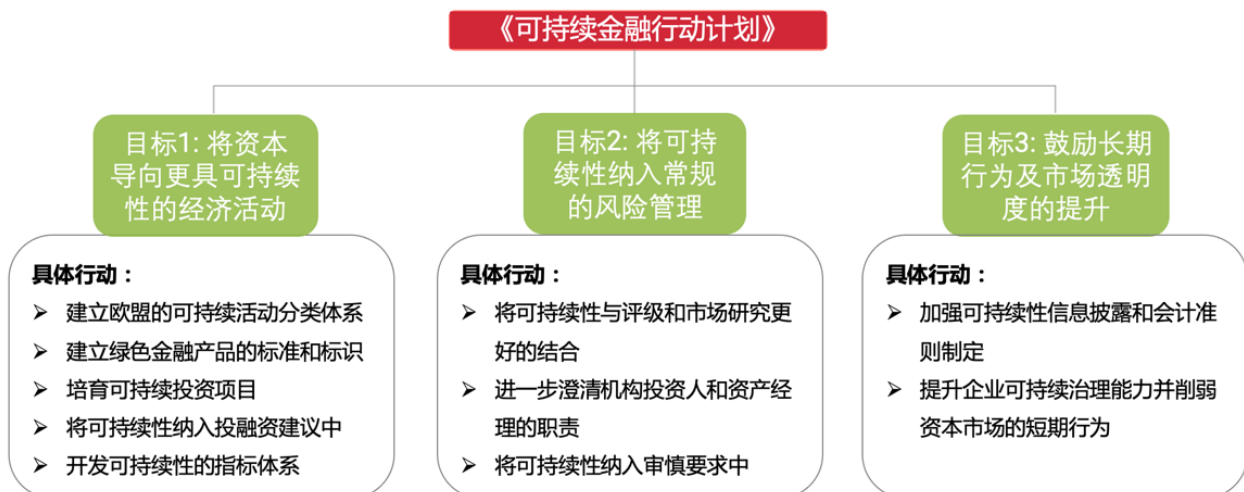 《可持续金融行动计划》
目标1: 将资本
导向更具可持续
性的经济活动
具体行动：
➢ 建立欧盟的可持续活动分类体系
➢ 建立绿色金融产品的标准和标识
➢ 培育可持续投资项目
➢ 将可持续性纳入投融资建议中
➢ 开发可持续性的指标体系
目标2: 将可持
续性纳入常规
的风险管理
具体行动：
➢ 将可持续性与评级和市场研究更
好的结合
➢ 进一步澄清机构投资人和资产经
理的职责
➢ 将可持续性纳入审慎要求中
目标3: 鼓励长期
行为及市场透明
度的提升
具体行动：
➢ 加强可持续性信息披露和会计准
则制定
➢ 提升企业可持续治理能力并削弱
资本市场的短期行为